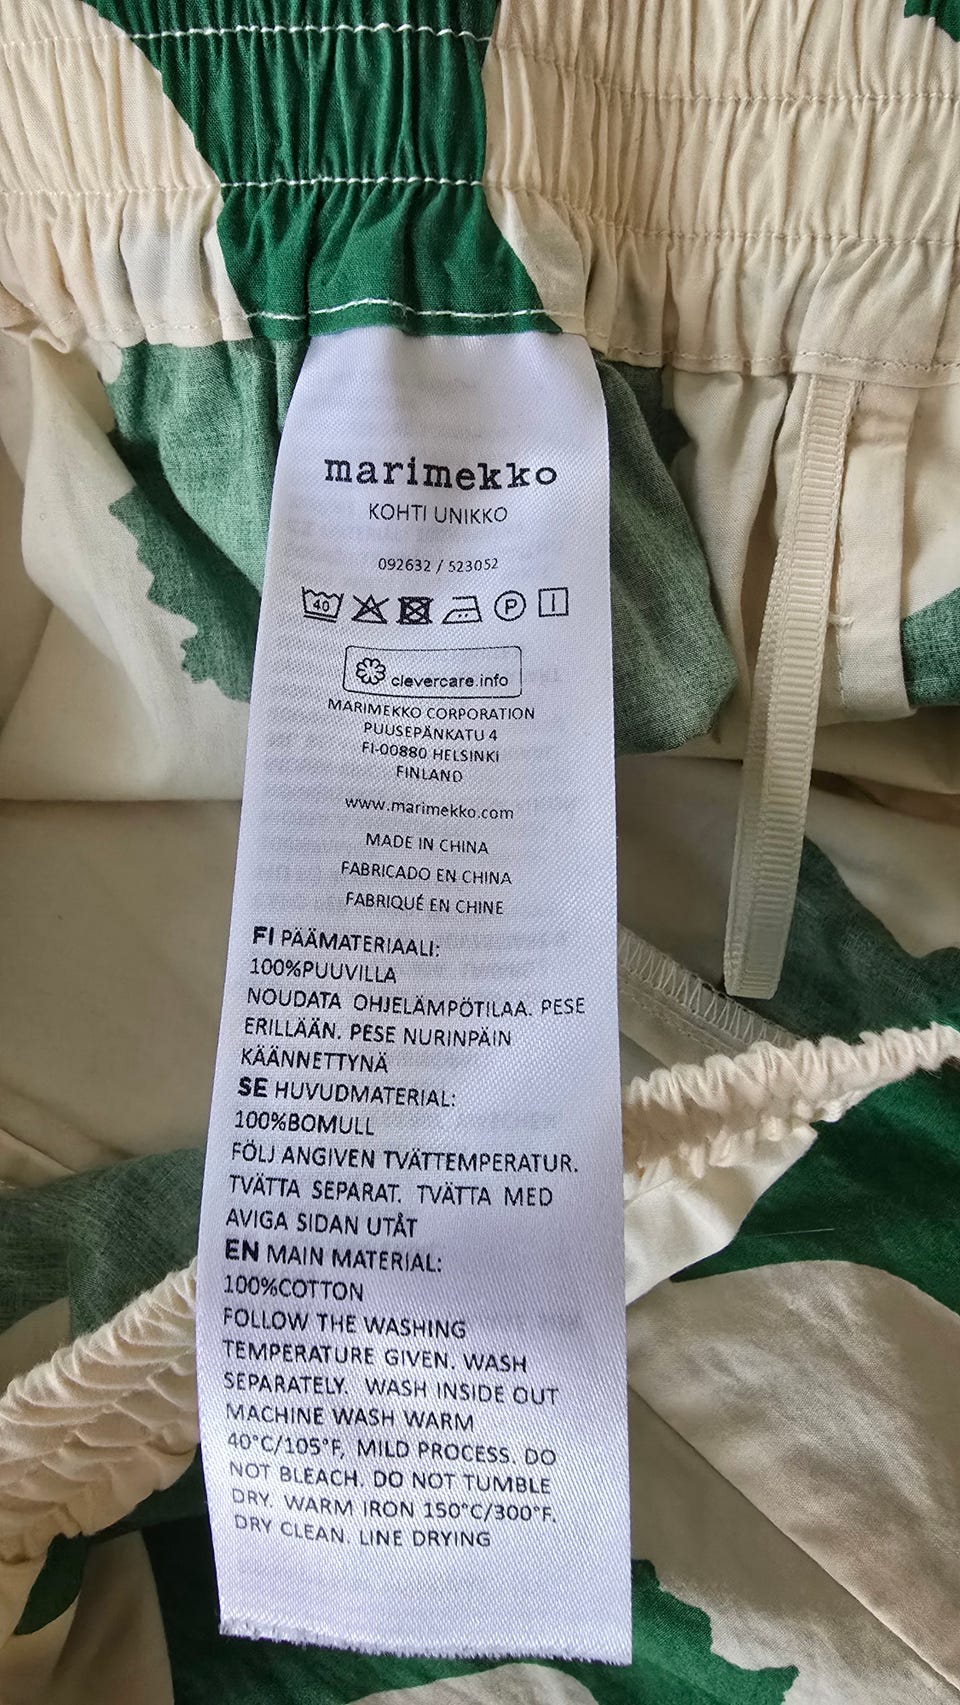 marimekko
KOHTI UNIKKO
092632 / 523052
40 P
clevercare.info
MARIMEKKO CORPORATION
PUUSEPÄNKATU 4
FI-00880 HELSINKI
FINLAND
www.marimekko.com
MADE IN CHINA
FABRICADO EN CHINA
FABRIQUÉ EN CHINE
FI PÄÄMATERIAALI:
100%PUUVILLA
NOUDATA OHJELÄMPÖTILAA. PESE
ERILLÄÄN. PESE NURINPÄIN
KÄÄNNETTYNÄ
SE HUVUDMATERIAL:
100%BOMULL
FÖLJ ANGIVEN TVÄTTEMPERATUR.
TVÄTTA SEPARAT. TVÄTTA MED
AVIGA SIDAN UTÅT
EN MAIN MATERIAL:
100%COTTON
FOLLOW THE WASHING
TEMPERATURE GIVEN. WASH
SEPARATELY. WASH INSIDE OUT
MACHINE WASH WARM
40°C/105°F, MILD PROCESS. DO
NOT BLEACH. DO NOT TUMBLE
DRY. WARM IRON 150°C/300°F.
DRY CLEAN. LINE DRYING